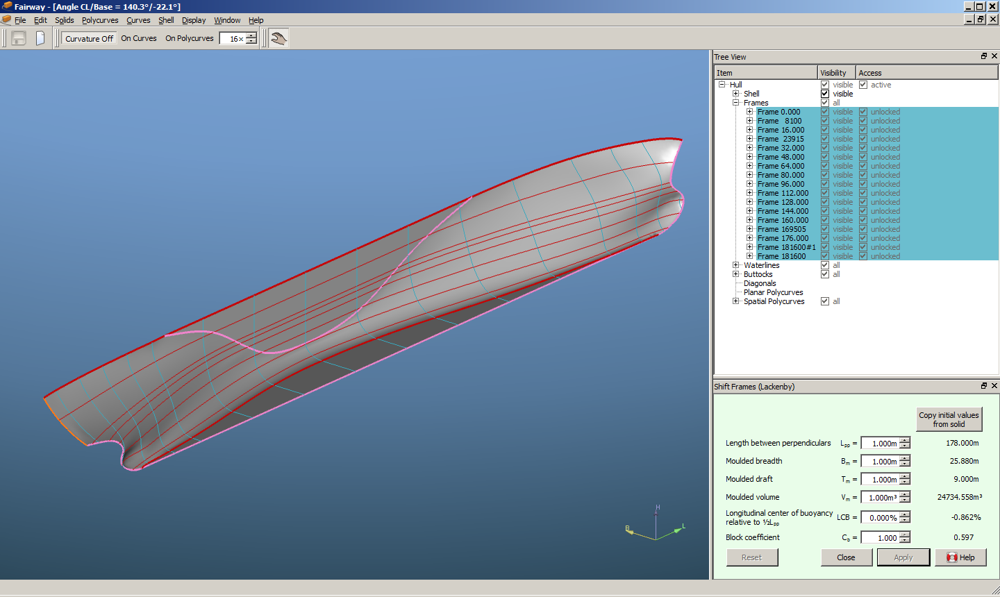 Fairway - [Angle CL/Base = 140.3°/-22.1°]
File Edit Solids Polycurves Curves Shell Display Window Help
Curvature Off On Curves On Polycurves 16×
Tree View
Item Visibility Access
Hull visible active
Shell visible
Frames all
Frame 0.000 visible unlocked
Frame 8100 visible unlocked
Frame 16.000 visible unlocked
Frame 23915 visible unlocked
Frame 32.000 visible unlocked
Frame 48.000 visible unlocked
Frame 64.000 visible unlocked
Frame 80.000 visible unlocked
Frame 96.000 visible unlocked
Frame 112.000 visible unlocked
Frame 128.000 visible unlocked
Frame 144.000 visible unlocked
Frame 160.000 visible unlocked
Frame 169505 visible unlocked
Frame 176.000 visible unlocked
Frame 181600#1 visible unlocked
Frame 181600 visible unlocked
Waterlines all
Buttocks all
Diagonals
Planar Polycurves
Spatial Polycurves all
H
B
L
Shift Frames (Lackenby)
Copy initial values
from solid
Length between perpendiculars Lpp = 1.000m 178.000m
Moulded breadth Bm = 1.000m 25.880m
Moulded draft Tm = 1.000m 9.000m
Moulded volume Vm = 1.000m³ 24734.558m³
Longitudinal center of buoyancy
relative to ½Lpp LCB = 0.000% -0.862%
Block coefficient Cb = 1.000 0.597
Reset Close Apply Help